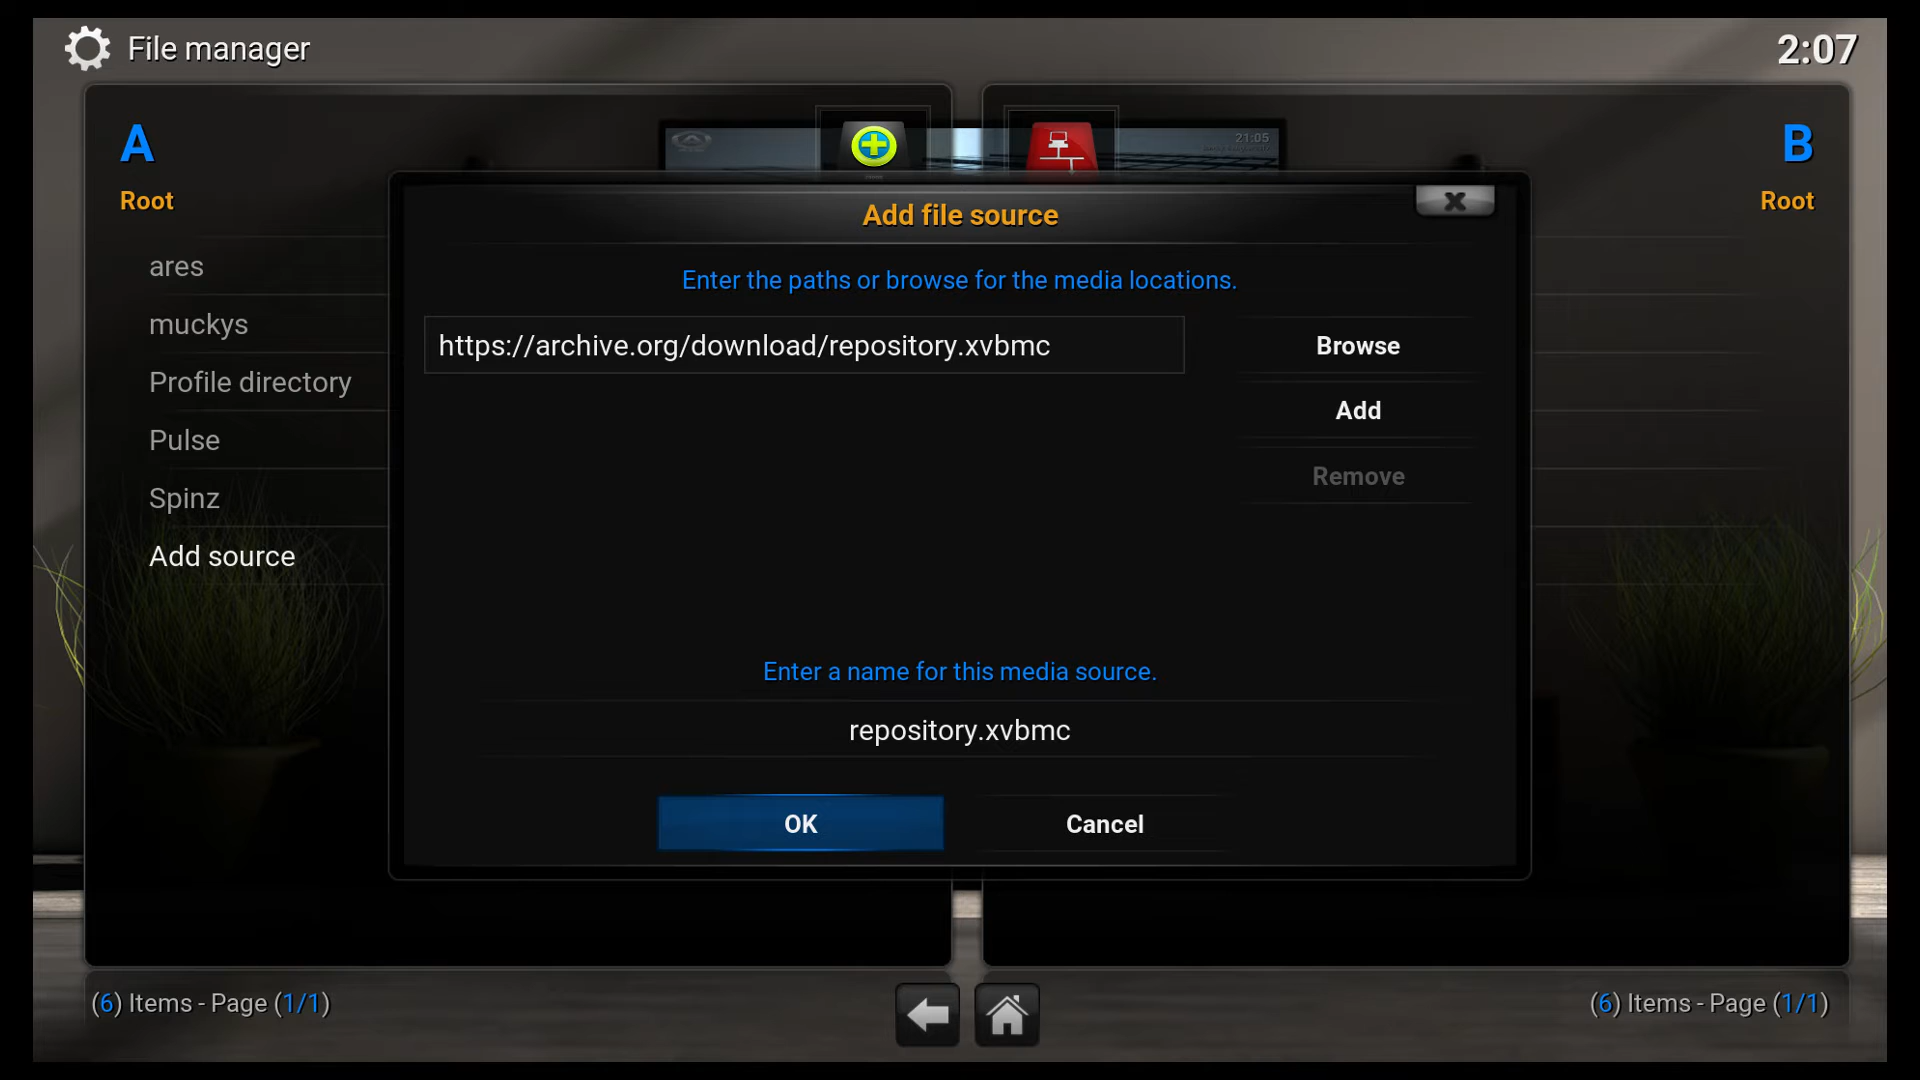 File manager
2:07
A
B
21:05
Root
Root
Add file source
ares
Enter the paths or browse for the media locations.
muckys
https://archive.org/download/repository.xvbmc
Browse
Profile directory
Add
Pulse
Remove
Spinz
Add source
Enter a name for this media source.
repository.xvbmc
OK
Cancel
(6) Items - Page (1/1)
(6) Items - Page (1/1)